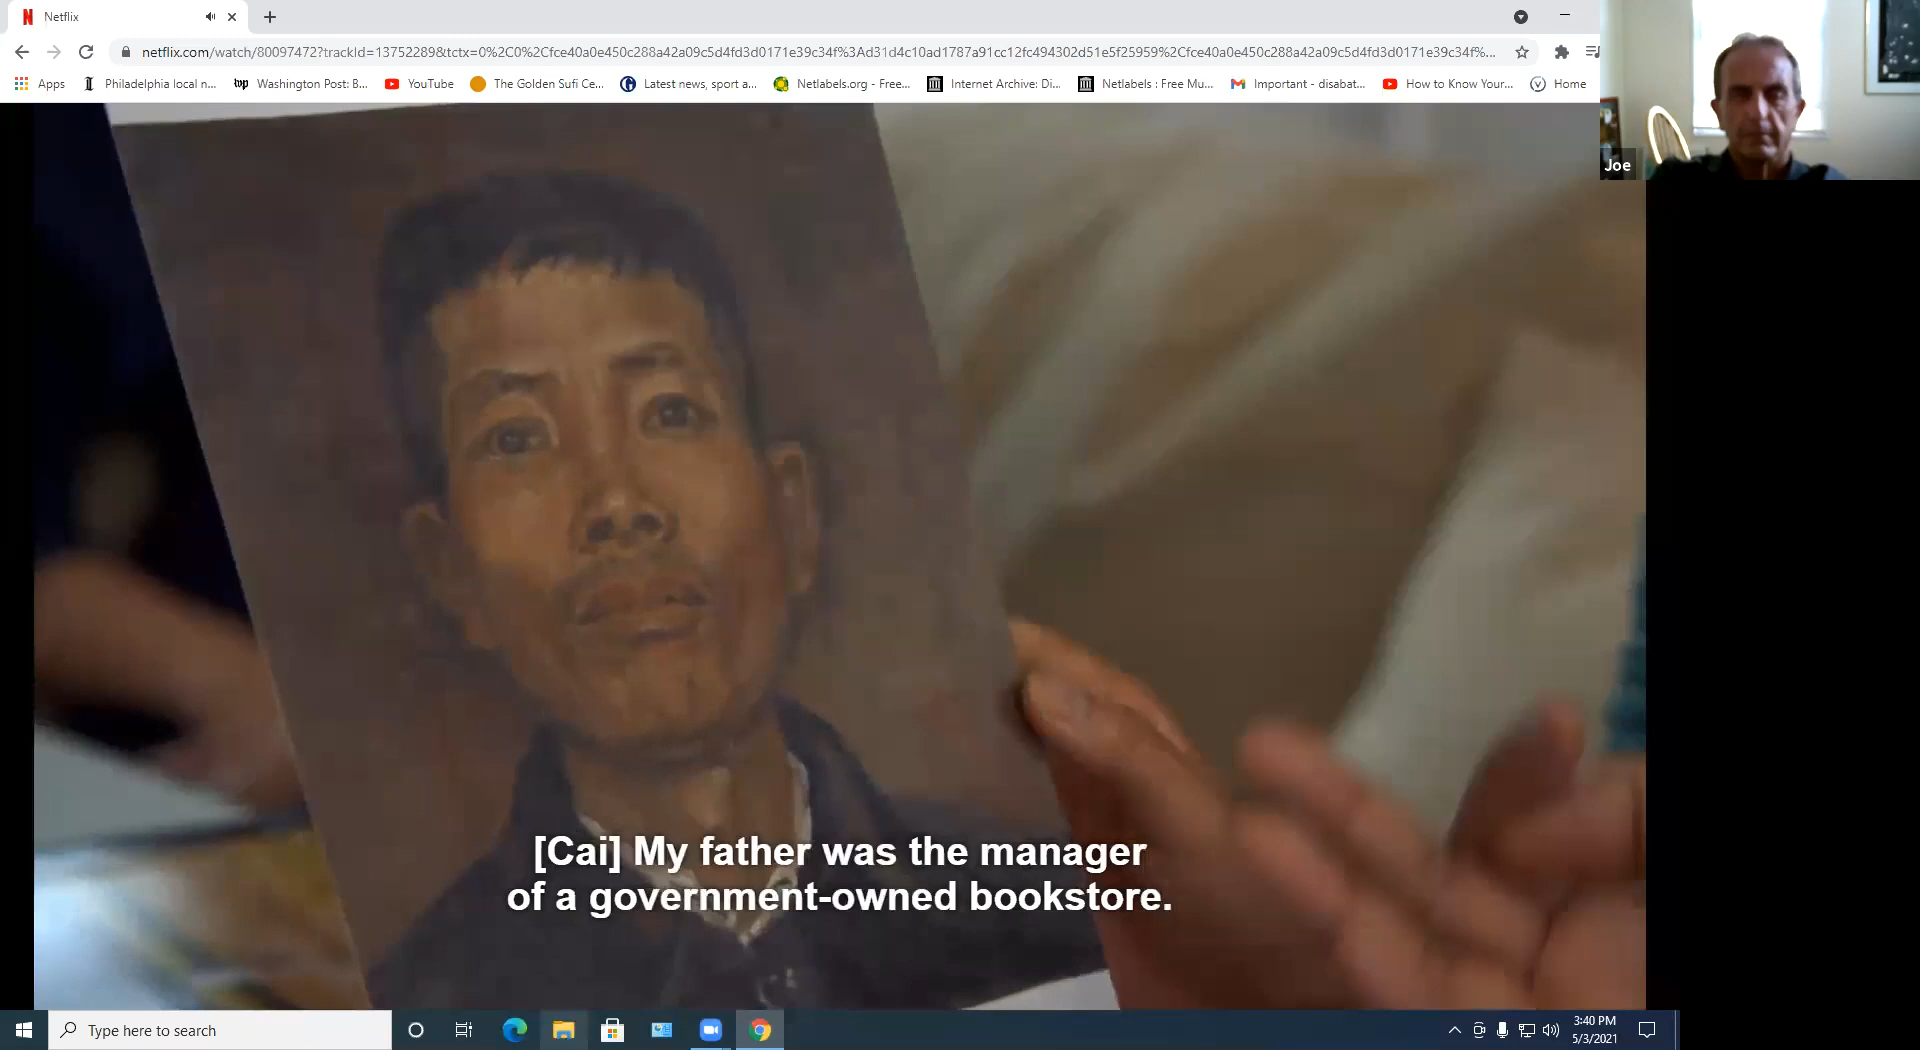 Netflix
netflix.com/watch/80097472?trackId=13752289&tctx=0%2C0%2Cfce40a0e450c288a42a09c5d4fd3d0171e39c34f%3Ad31d4c10ad1787a91cc12fc494302d51e5f25959%2Cfce40a0e450c288a42a09c5d4fd3d0171e39c34f%...
Apps Philadelphia local n... wp Washington Post: B... YouTube The Golden Sufi Ce... Latest news, sport a... Netlabels.org - Free... Internet Archive: Di... Netlabels : Free Mu... Important - disabat... How to Know Your... Home
Joe
[Cai] My father was the manager
of a government-owned bookstore.
Type here to search
3:40 PM
5/3/2021